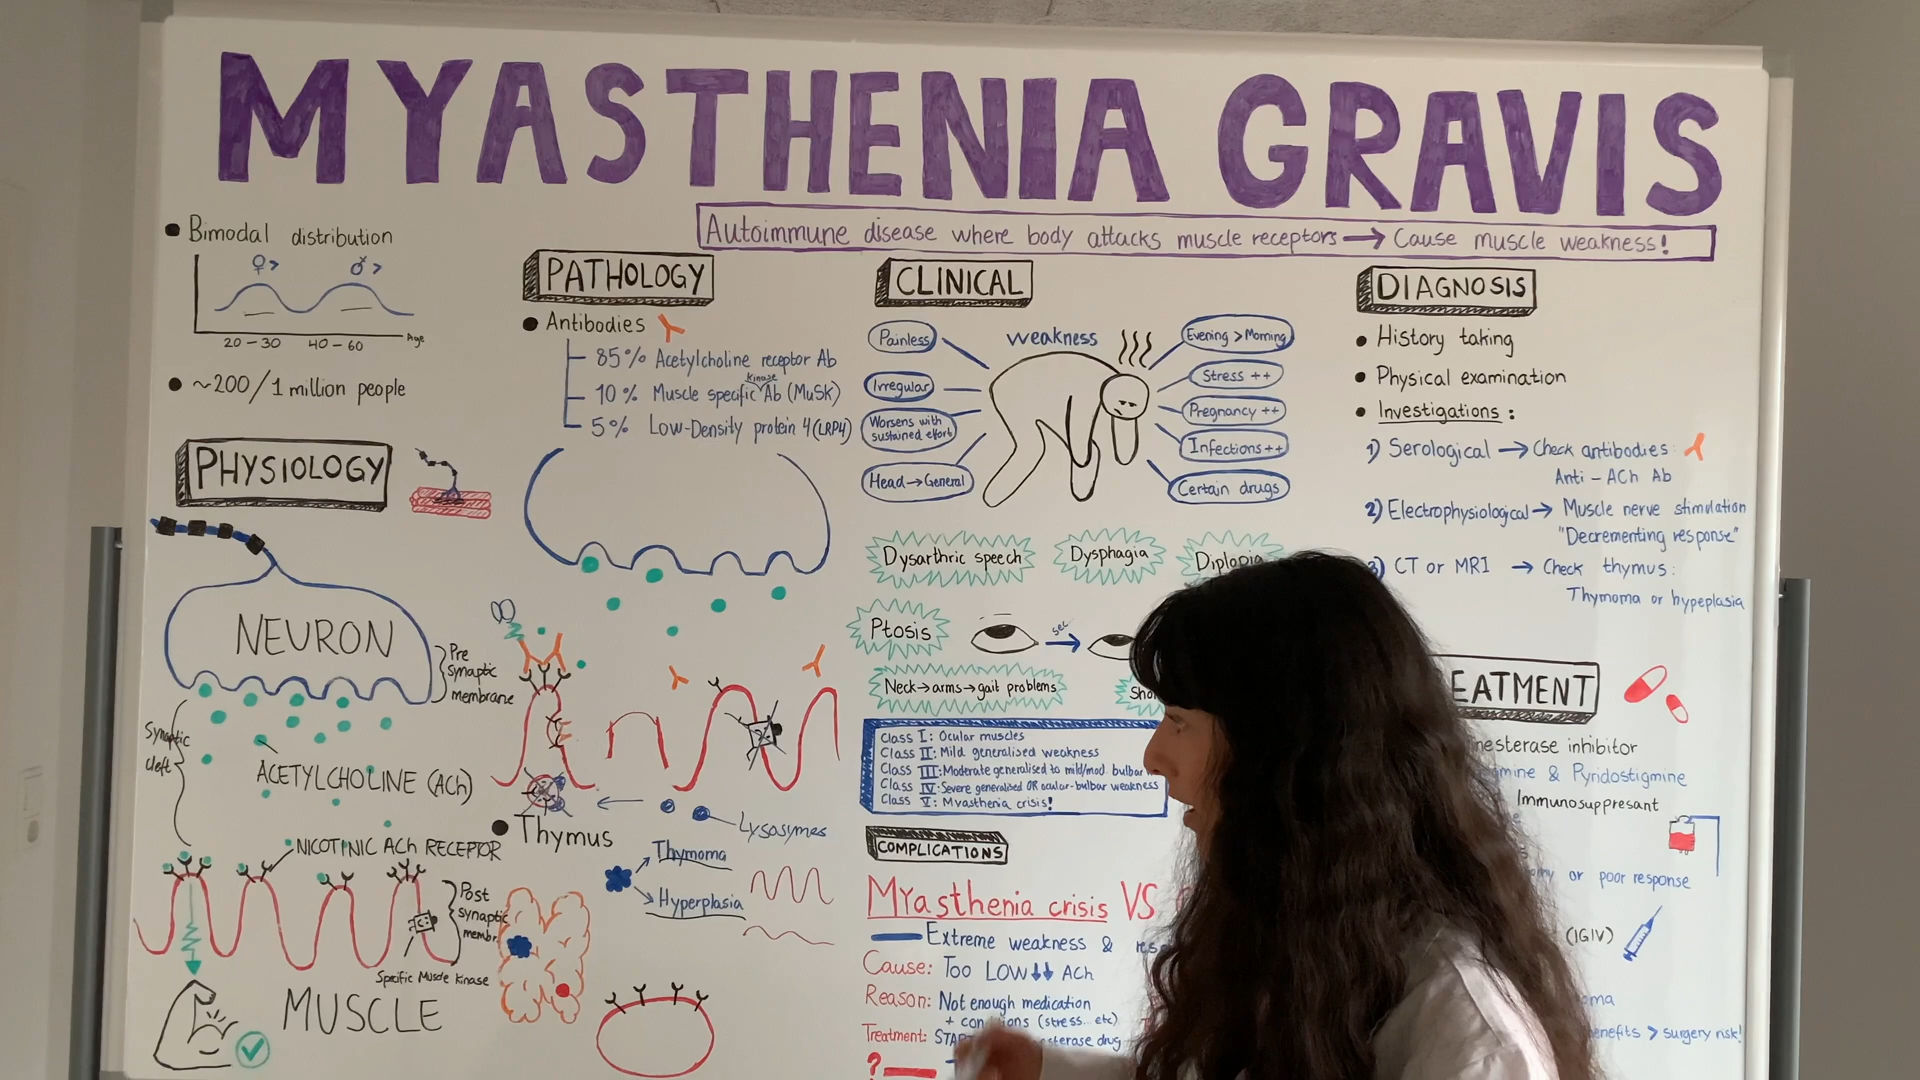 MYASTHENIA GRAVIS
Autoimmune disease where body attacks muscle receptors → Cause muscle weakness!
• Bimodal distribution
♀> ♂>
20-30 40-60 Age
• ~200/1 million people
PHYSIOLOGY
NEURON
Pre
synaptic
membrane
Synaptic
cleft
ACETYLCHOLINE (ACh)
NICOTINIC ACh RECEPTOR
Post
synaptic
membr.
Specific Muscle Kinase
MUSCLE
PATHOLOGY
• Antibodies
85% Acetylcholine receptor Ab
kinase
10% Muscle specific Ab (MuSK)
5% Low-Density protein 4 (LRP4)
Lysosymes
• Thymus
Thymoma
Hyperplasia
CLINICAL
weakness
Painless
Irregular
Worsens with
sustained effort
Head→General
Evening > Morning
Stress ++
Pregnancy ++
Infections ++
Certain drugs
Dysarthric speech
Dysphagia
Diplopia
Ptosis
sec
Neck→arms→gait problems
Class I: Ocular muscles
Class II: Mild generalised weakness
Class III: Moderate generalised to mild/mod. bulbar
Class IV: Severe generalised OR ocular-bulbar weakness
Class V: Myasthenia crisis!
COMPLICATIONS
Myasthenia crisis VS
Extreme weakness &
Cause: Too LOW ↓↓ ACh
Reason: Not enough medication
+ conditions (stress... etc)
Treatment: drug
?
DIAGNOSIS
• History taking
• Physical examination
• Investigations:
1) Serological → Check antibodies:
Anti-ACh Ab
2) Electrophysiological → Muscle nerve stimulation
"Decrementing response"
3) CT or MRI → Check thymus:
Thymoma or hypeplasia
EATMENT
nesterase inhibitor
& Pyridostigmine
Immunosuppresant
or poor response
(IGIV)
oma
enefits > surgery risk!